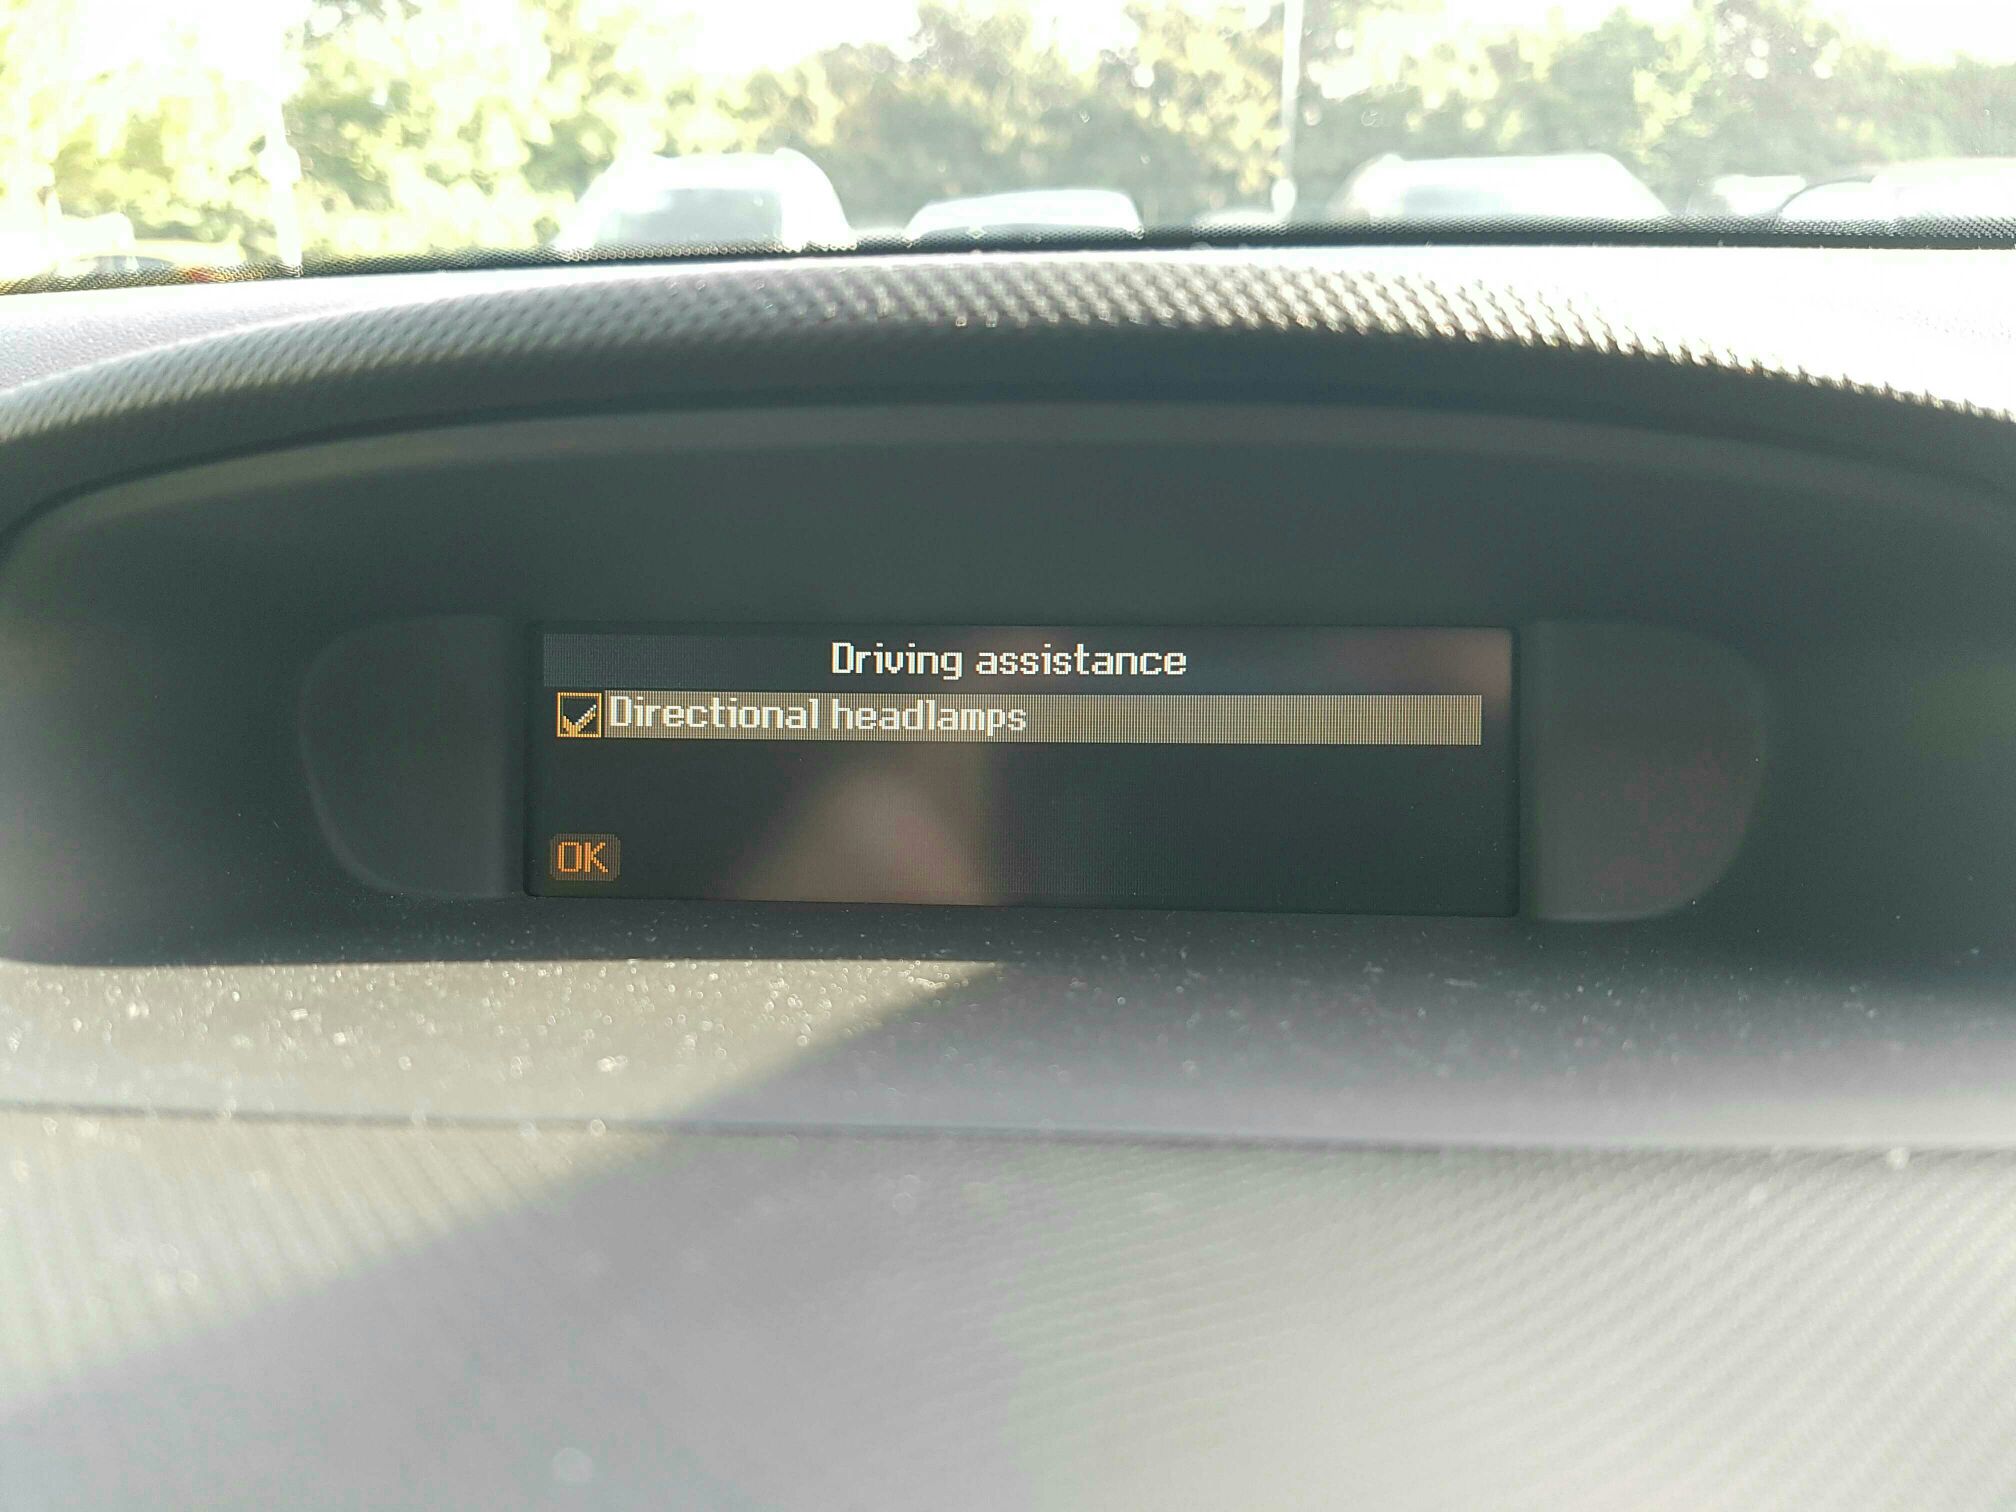 Driving assistance
Directional headlamps
OK